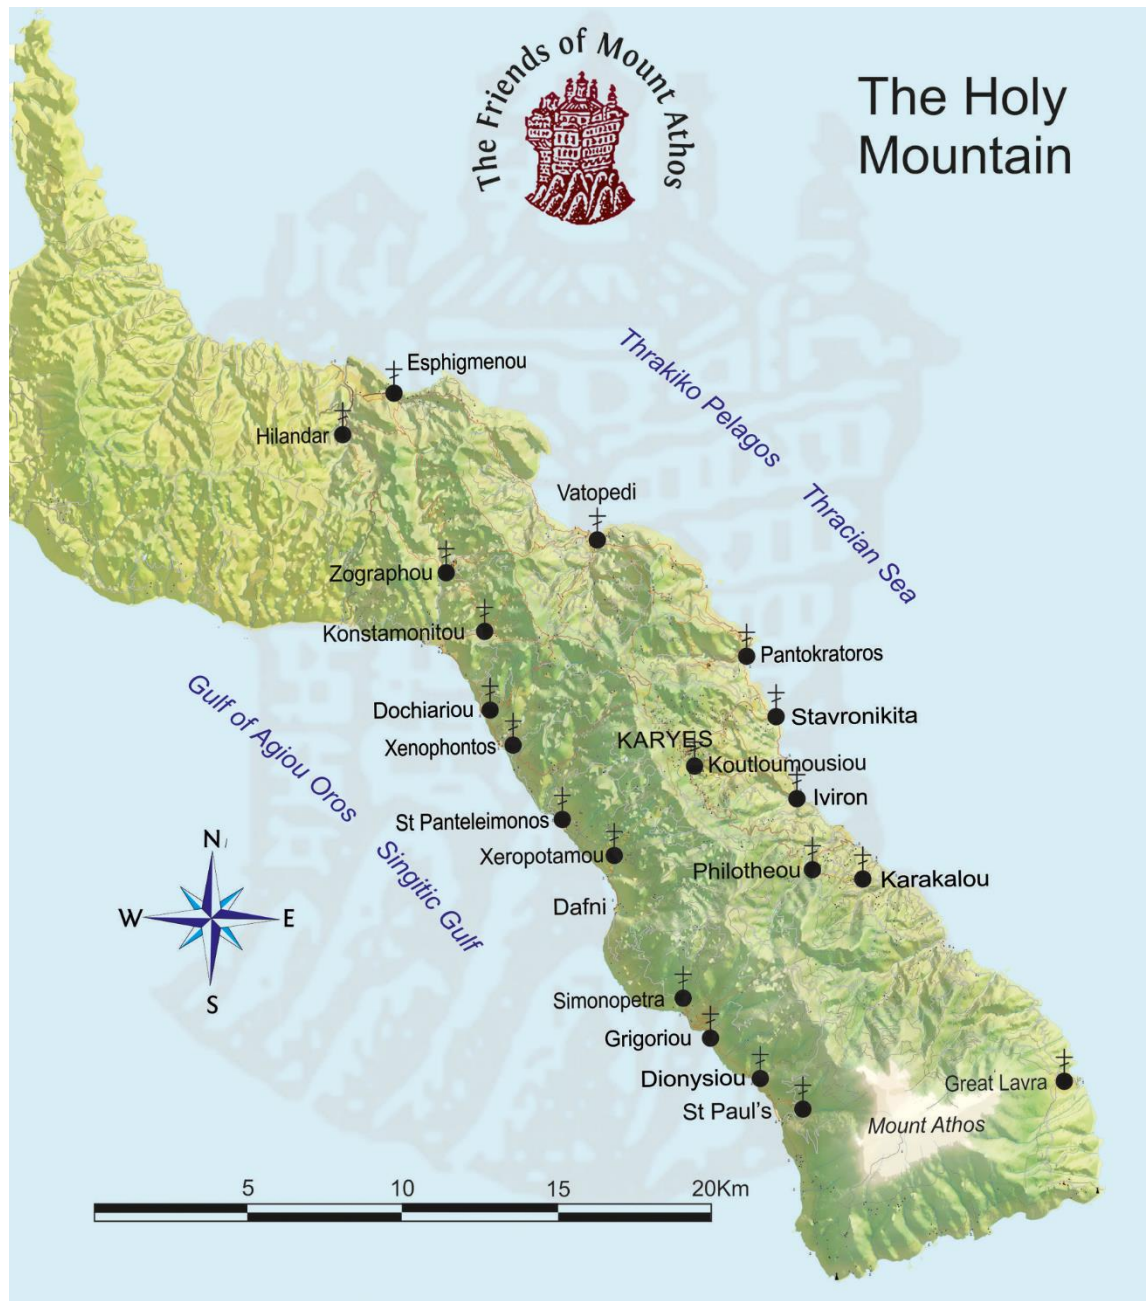 The Friends of Mount Athos
The Holy
Mountain
Esphigmenou
Thrakiko Pelagos
Hilandar
Vatopedi
Thracian Sea
Zographou
Konstamonitou
Pantokratoros
Gulf of Agiou Oros
Dochiariou
Stavronikita
Xenophontos
KARYES
Koutloumousiou
Iviron
St Panteleimonos
Singitic Gulf
Xeropotamou
Philotheou
Karakalou
N
W
E
S
Dafni
Simonopetra
Grigoriou
Dionysiou
Great Lavra
St Paul's
Mount Athos
5
10
15
20Km